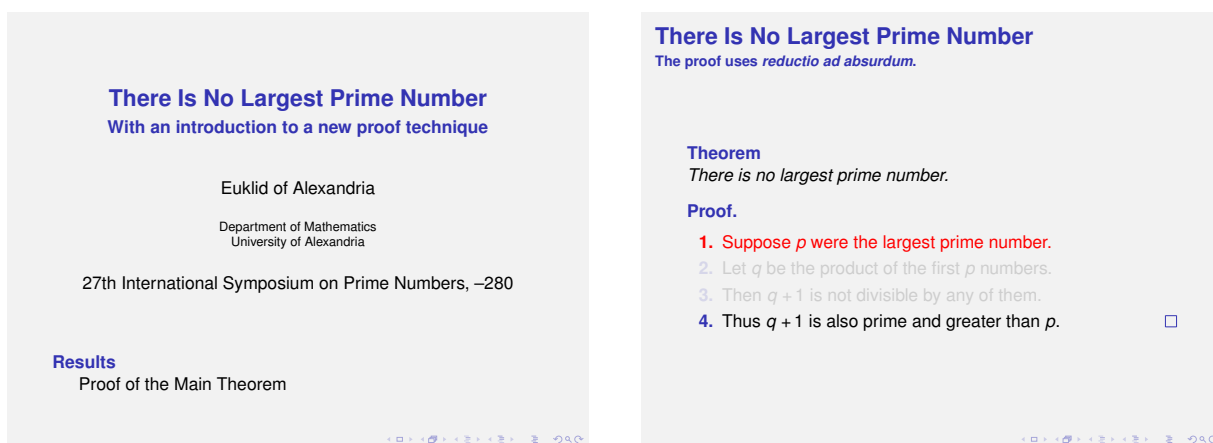 There Is No Largest Prime Number
With an introduction to a new proof technique
Euklid of Alexandria
Department of Mathematics
University of Alexandria
27th International Symposium on Prime Numbers, –280
Results
Proof of the Main Theorem
There Is No Largest Prime Number
The proof uses reductio ad absurdum.
Theorem
There is no largest prime number.
Proof.
1. Suppose p were the largest prime number.
2. Let q be the product of the first p numbers.
3. Then q + 1 is not divisible by any of them.
4. Thus q + 1 is also prime and greater than p.